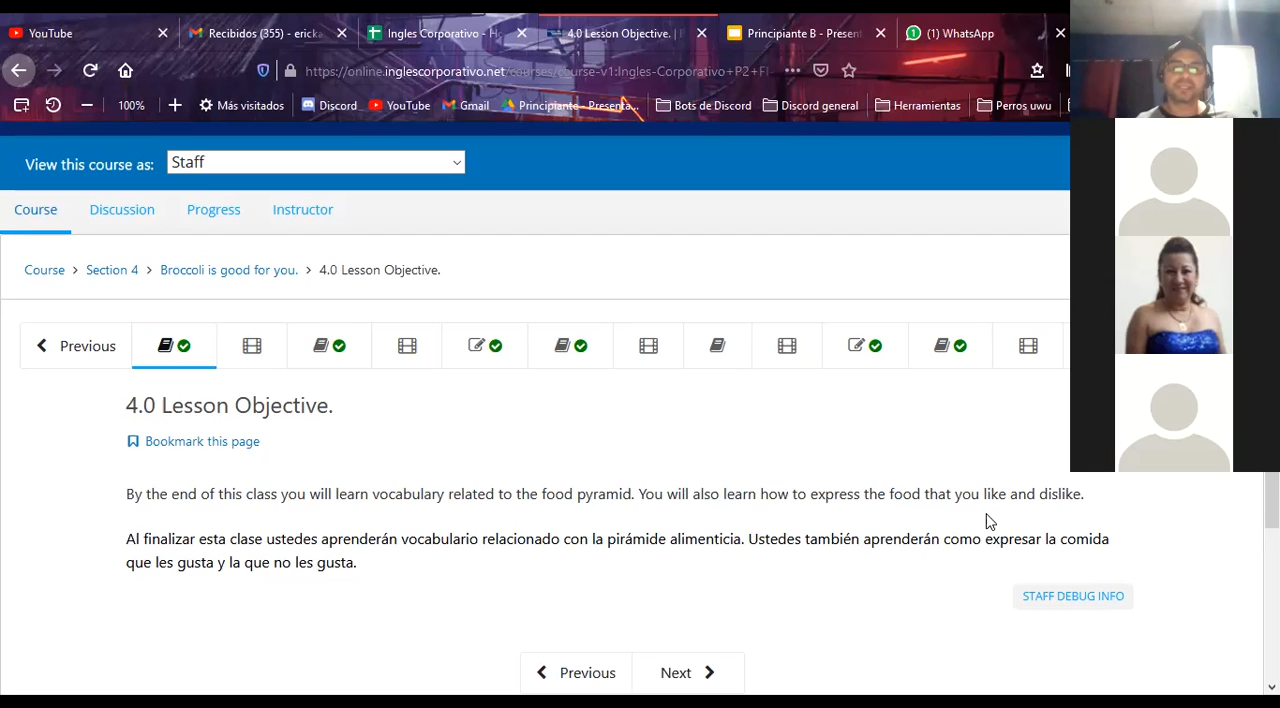 YouTube
Recibidos (355) - ericka
Ingles Corporativo - Ho
4.0 Lesson Objective. |
Principiante B - Present
(1) WhatsApp
https://online.inglescorporativo.net/courses/course-v1:Ingles-Corporativo+P2+FI
100%
Más visitados
Discord
YouTube
Gmail
Principiante - Presenta...
Bots de Discord
Discord general
Herramientas
Perros uwu
View this course as:
Staff
Course
Discussion
Progress
Instructor
Course > Section 4 > Broccoli is good for you. > 4.0 Lesson Objective.
Previous
4.0 Lesson Objective.
Bookmark this page
By the end of this class you will learn vocabulary related to the food pyramid. You will also learn how to express the food that you like and dislike.
Al finalizar esta clase ustedes aprenderán vocabulario relacionado con la pirámide alimenticia. Ustedes también aprenderán como expresar la comida
que les gusta y la que no les gusta.
STAFF DEBUG INFO
Previous
Next